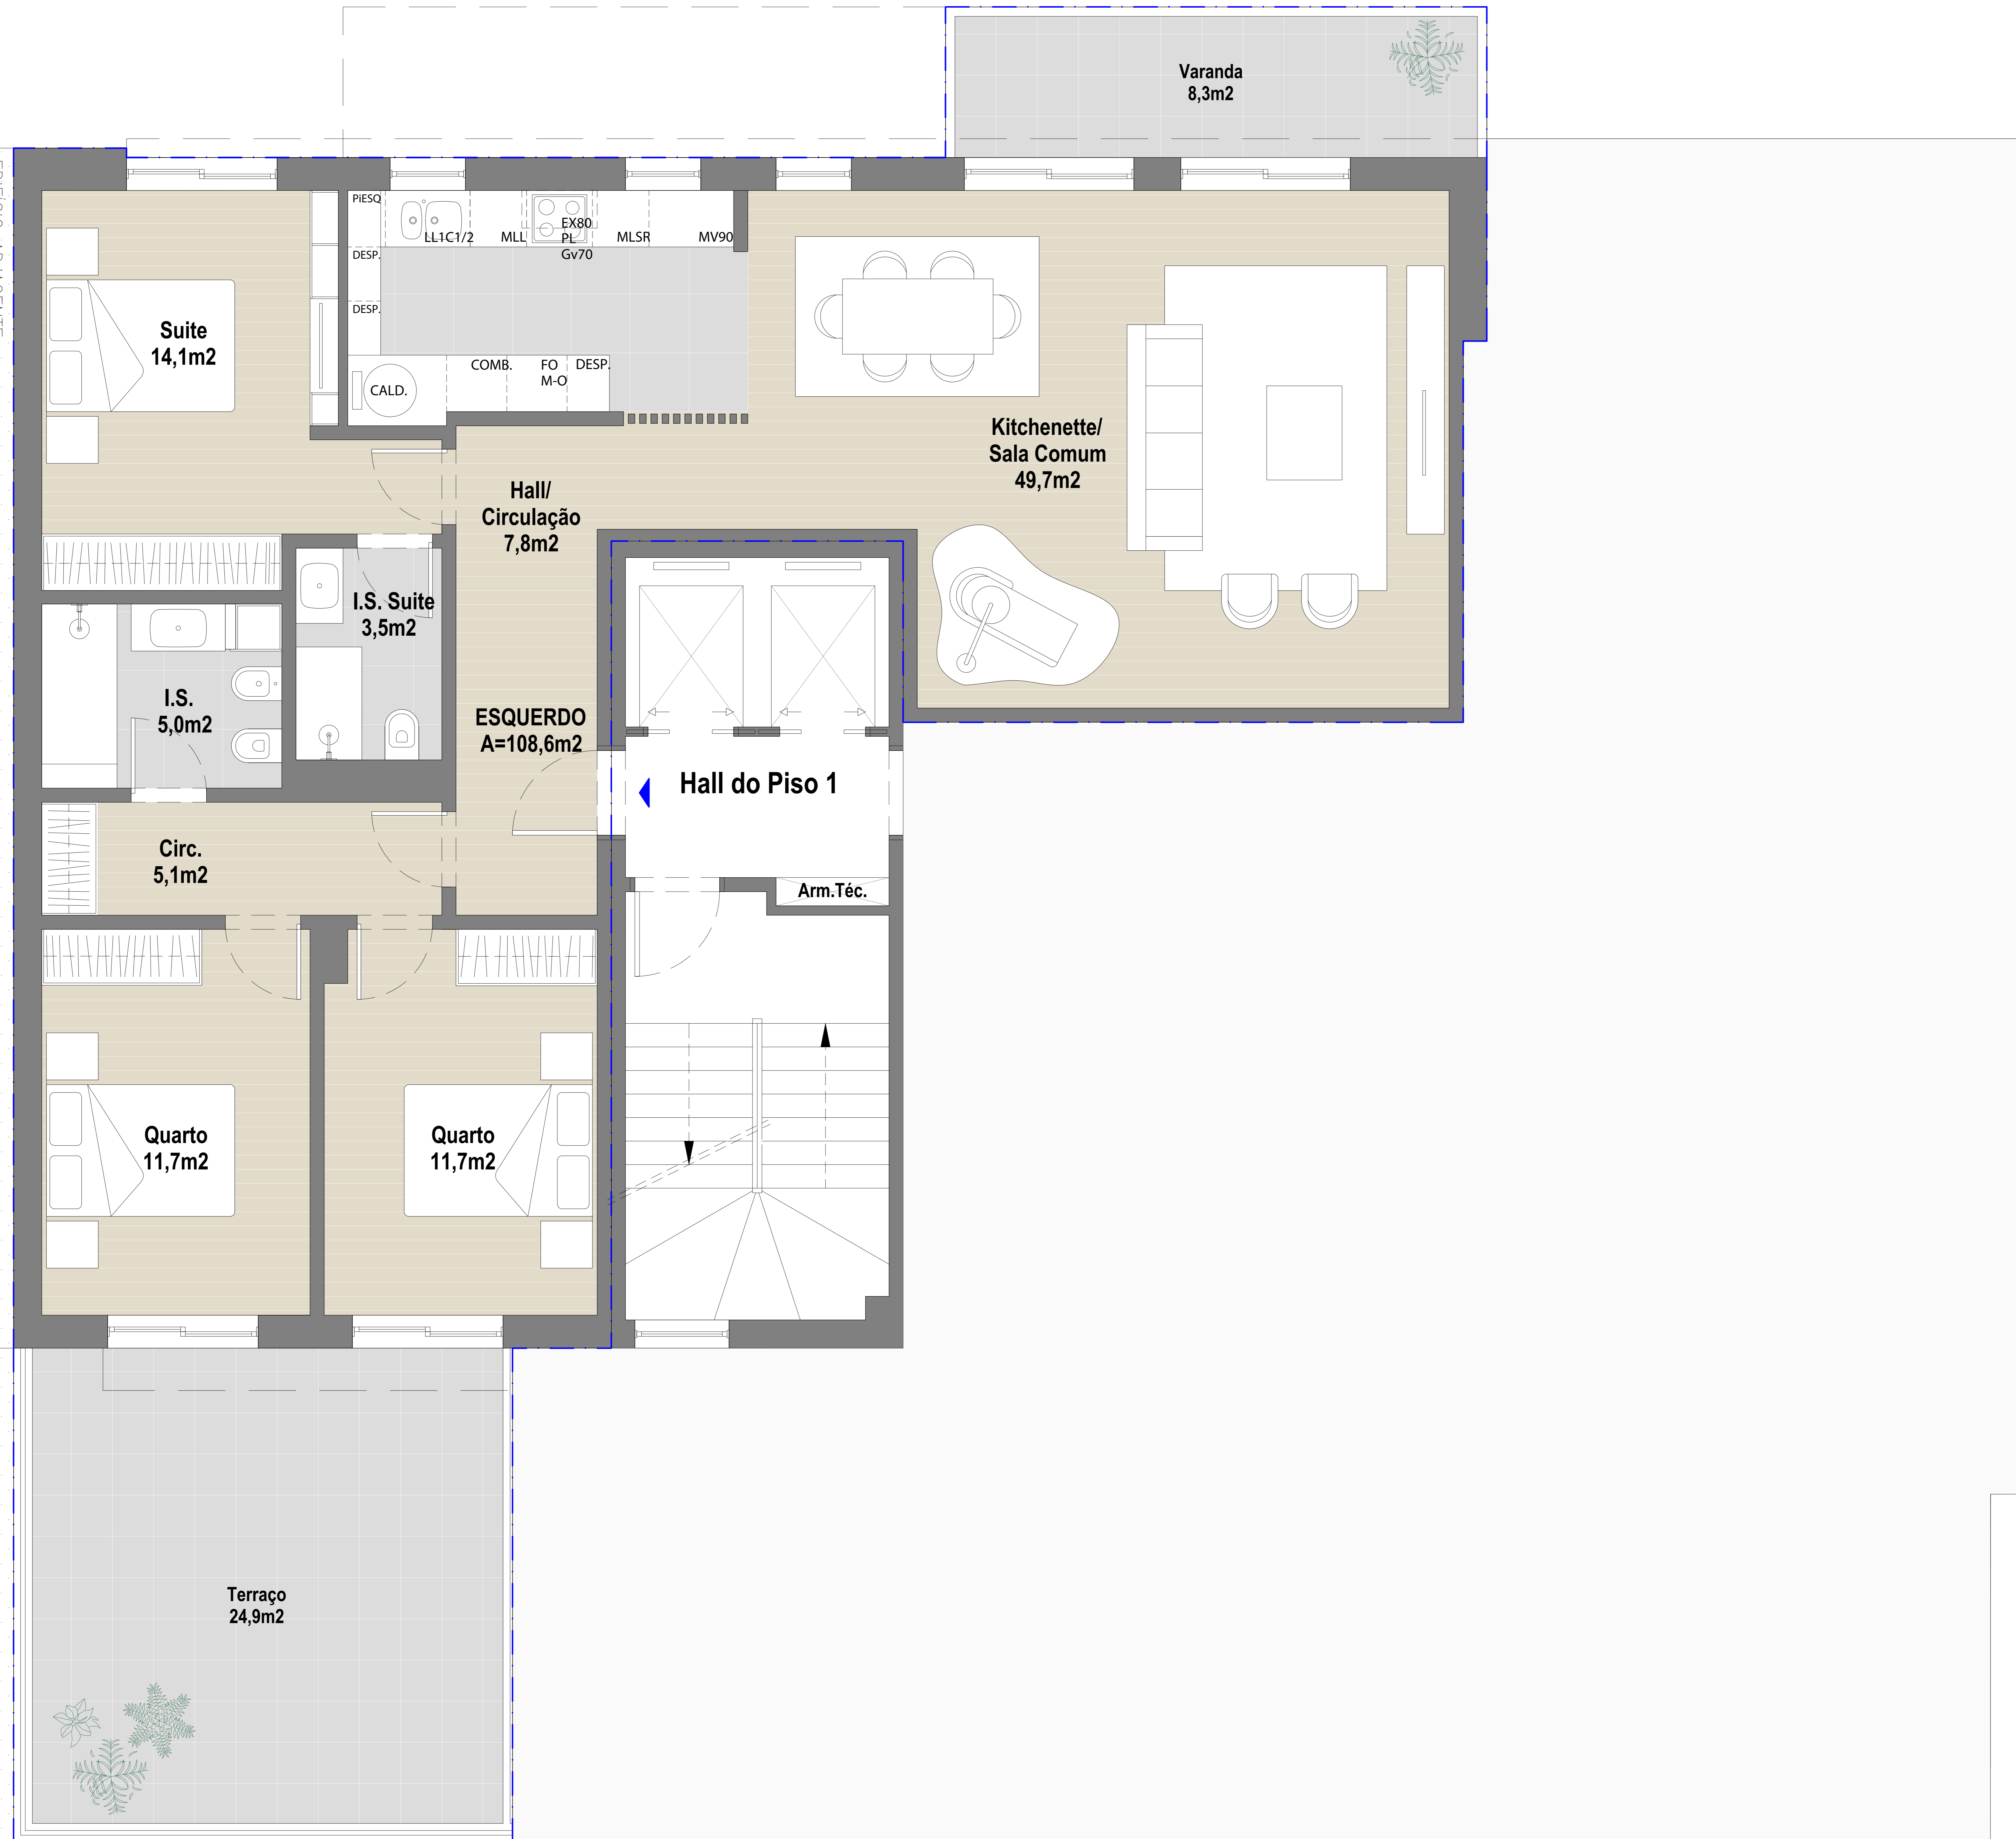 Varanda
8,3m2
PiESQ
LL1C1/2
MLL
EX80
PL
Gv70
MLSR
MV90
DESP.
DESP.
CALD.
COMB.
FO
M-O
DESP.
Suite
14,1m2
Kitchenette/
Sala Comum
49,7m2
Hall/
Circulação
7,8m2
I.S. Suite
3,5m2
I.S.
5,0m2
ESQUERDO
A=108,6m2
Hall do Piso 1
Circ.
5,1m2
Arm.Téc.
Quarto
11,7m2
Quarto
11,7m2
Terraço
24,9m2